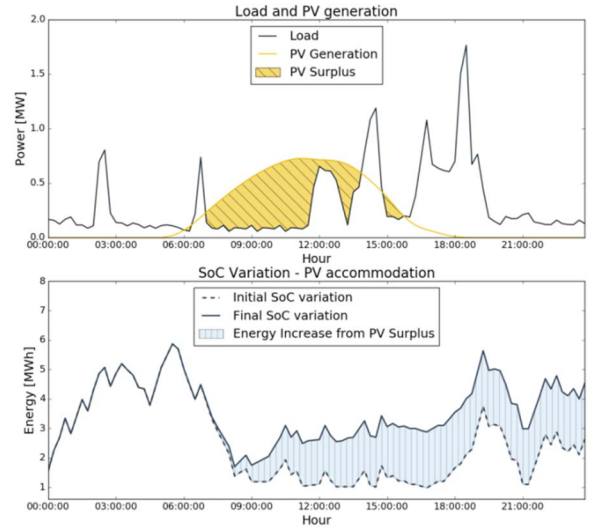 Load and PV generation
2.0
1.5
1.0
0.5
0.0
Power [MW]
Load
PV Generation
PV Surplus
00:00:00 03:00:00 06:00:00 09:00:00 12:00:00 15:00:00 18:00:00 21:00:00
Hour
SoC Variation - PV accommodation
8
7
6
5
4
3
2
1
Energy [MWh]
Initial SoC variation
Final SoC variation
Energy Increase from PV Surplus
00:00:00 03:00:00 06:00:00 09:00:00 12:00:00 15:00:00 18:00:00 21:00:00
Hour